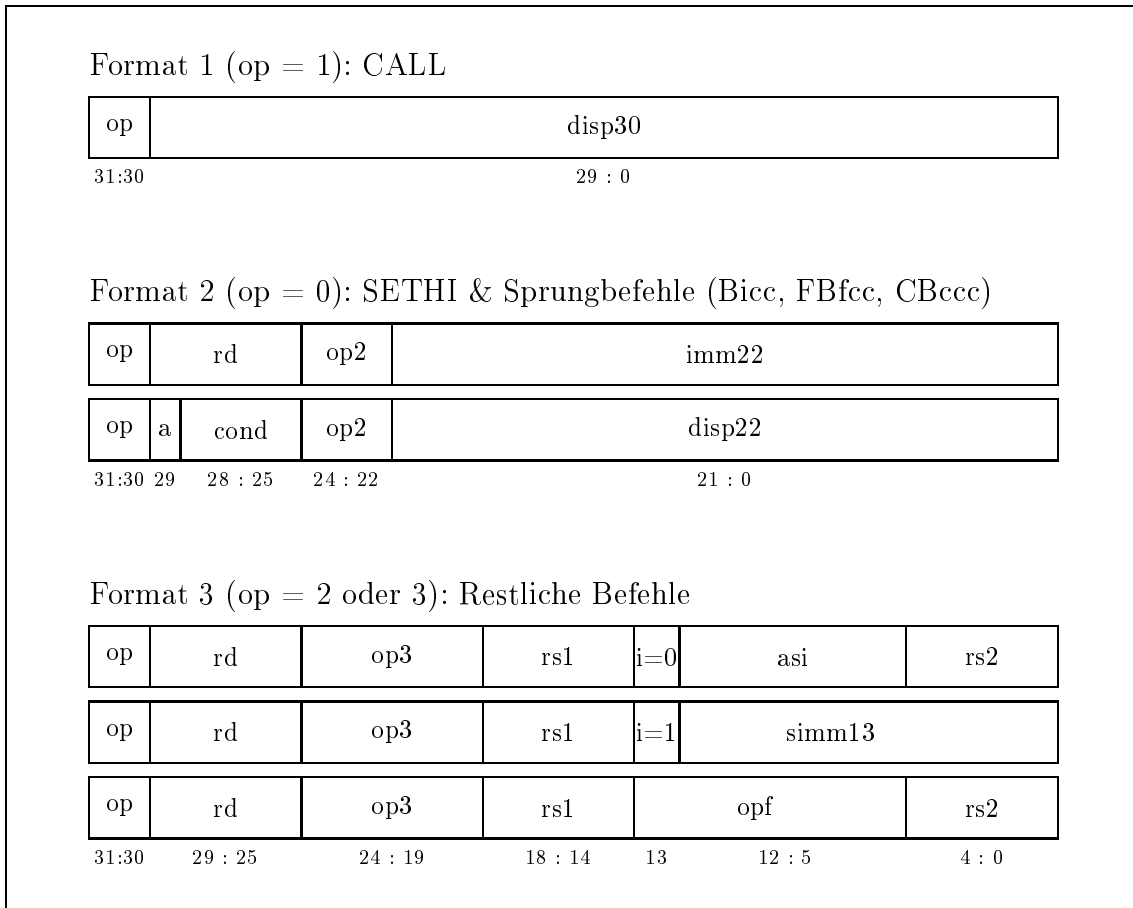 Format 1 (op = 1): CALL
op disp30
31:30 29 : 0
Format 2 (op = 0): SETHI & Sprungbefehle (Bicc, FBfcc, CBccc)
op rd op2 imm22
op a cond op2 disp22
31:30 29 28 : 25 24 : 22 21 : 0
Format 3 (op = 2 oder 3): Restliche Befehle
op rd op3 rs1 i=0 asi rs2
op rd op3 rs1 i=1 simm13
op rd op3 rs1 opf rs2
31:30 29 : 25 24 : 19 18 : 14 13 12 : 5 4 : 0